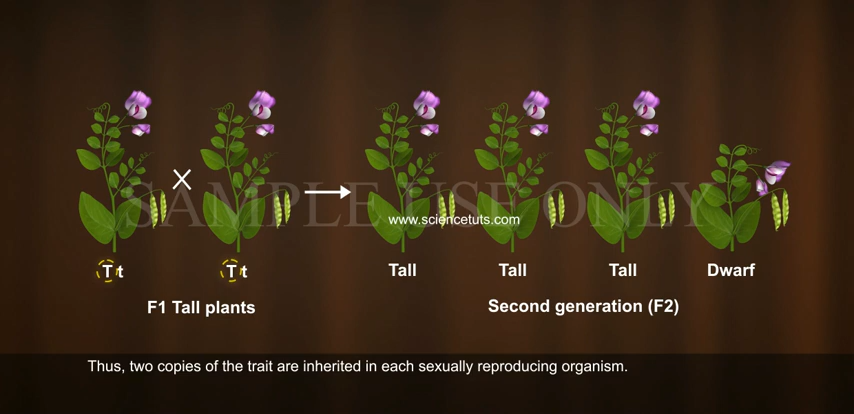 SAMPLE USE ONLY
www.sciencetuts.com
Tt
Tt
Tall
Tall
Tall
Dwarf
F1 Tall plants
Second generation (F2)
Thus, two copies of the trait are inherited in each sexually reproducing organism.